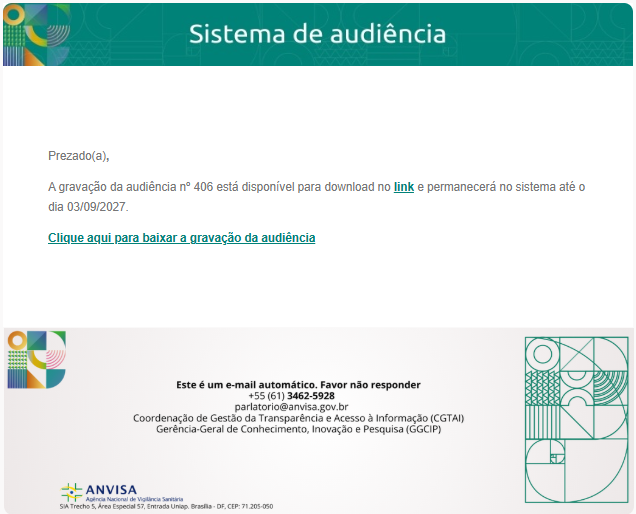 Sistema de audiência
Prezado(a),
A gravação da audiência nº 406 está disponível para download no link e permanecerá no sistema até o
dia 03/09/2027.
Clique aqui para baixar a gravação da audiência
Este é um e-mail automático. Favor não responder
+55 (61) 3462-5928
parlatorio@anvisa.gov.br
Coordenação de Gestão da Transparência e Acesso à Informação (CGTAI)
Gerência-Geral de Conhecimento, Inovação e Pesquisa (GGCIP)
ANVISA
Agência Nacional de Vigilância Sanitária
SIA Trecho 5, Área Especial 57, Entrada Uniap. Brasília - DF, CEP: 71.205-050